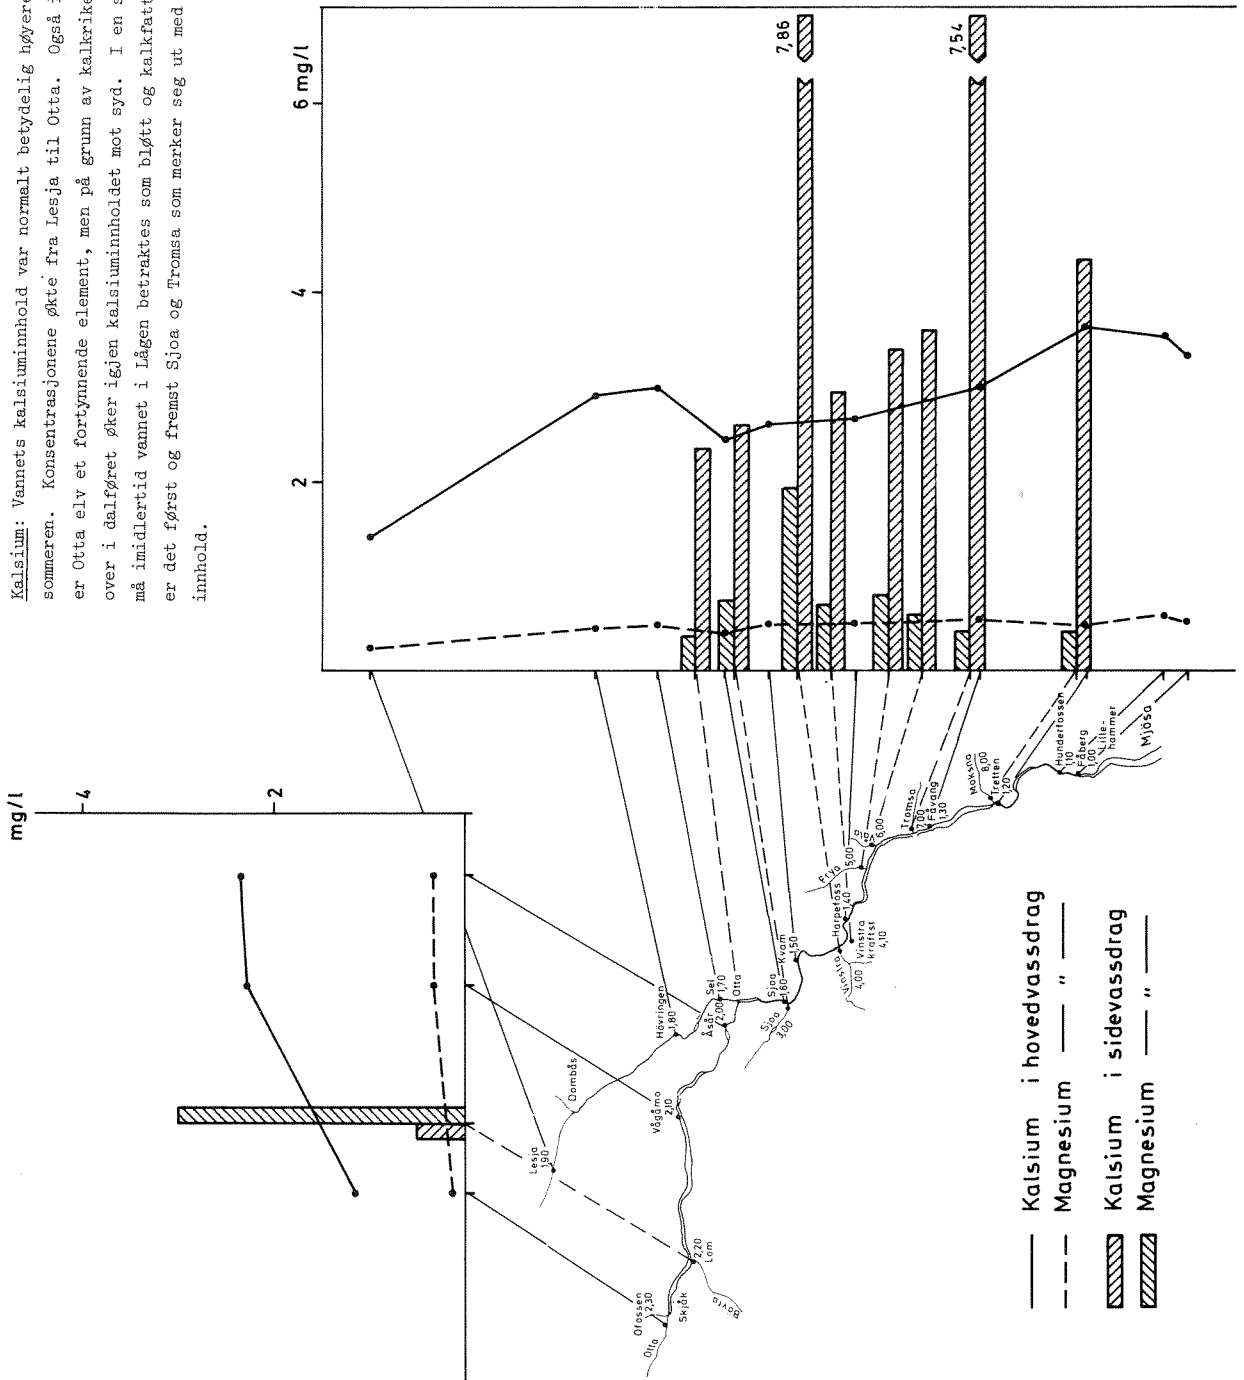 Kalsium: Vannets kalsiuminnhold var normalt betydelig høyere
sommeren. Konsentrasjonene økte fra Lesja til Otta. Også i
er Otta elv et fortynnende element, men på grunn av kalkrike
over i dalføret øker igjen kalsiuminnholdet mot syd. I en s
må imidlertid vannet i Lågen betraktes som bløtt og kalkfatt
er det først og fremst Sjoa og Tromsa som merker seg ut med
innhold.
mg/l
4
2
6 mg/l
4
2
7,86
7,54
Ofossen
2,30
Otta
Skjåk
Bövra
2,20
Lom
Lesja
1,90
Dombås
Vågåmo
2,10
Hövringen
1,80
Åsår
2,00
Sel
1,70
Otta
Sjoa
1,60
Sjoa
3,00
Kvam
1,50
Vinstra
4,00
Harpefoss
1,40
Vinstra
kraftst
4,10
Frya
5,00
Våla
6,00
Tromsa
7,00
Fåvang
1,30
Moksna
8,00
Tretten
1,20
Hunderfossen
1,10
Fåberg
1,00
Lille-
hammer
Mjösa
Kalsium i hovedvassdrag
Magnesium — " —
Kalsium i sidevassdrag
Magnesium — " —